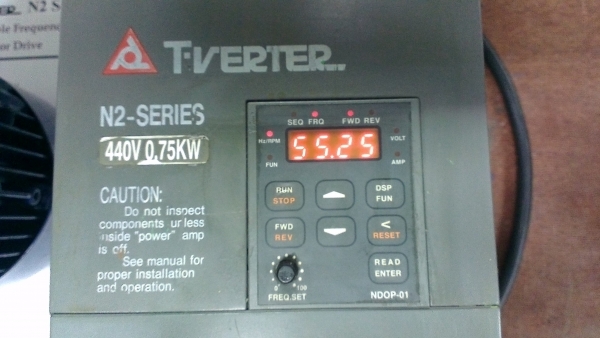 N2 S
le Frequen
or Drive
T-VERTER
N2-SERIES
440V 0.75KW
CAUTION:
Do not inspect
components urless
inside "power" amp
is off.
See manual for
proper installation
and operation.
SEQ FRQ FWD REV
Hz/RPM
55.25
VOLT
FUN
AMP
RUN
STOP
DSP
FUN
FWD
REV
<
RESET
0 100
FREQ.SET
READ
ENTER
NDOP-01